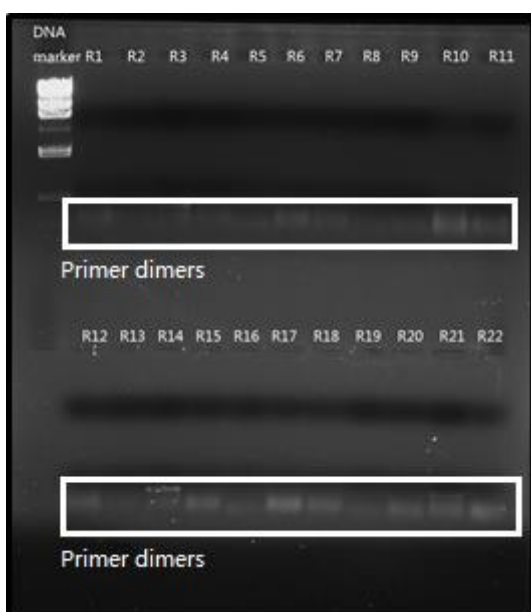 DNA
marker R1 R2 R3 R4 R5 R6 R7 R8 R9 R10 R11
Primer dimers
R12 R13 R14 R15 R16 R17 R18 R19 R20 R21 R22
Primer dimers